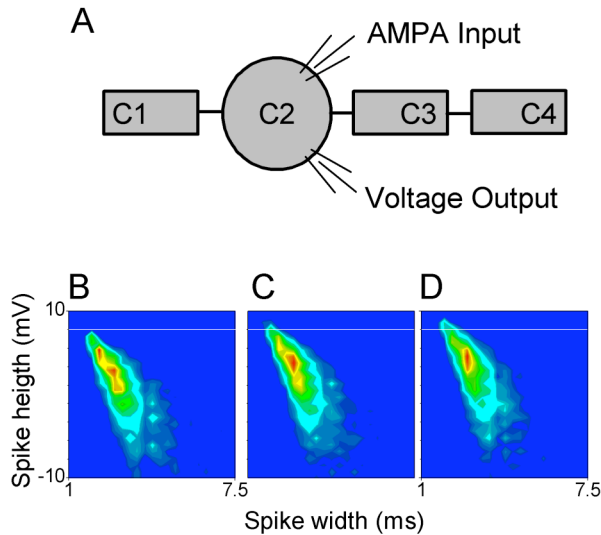 A
AMPA Input
C1
C2
C3
C4
Voltage Output
B
C
D
Spike heigth (mV)
10
-10
1
7.5
1
7.5
Spike width (ms)